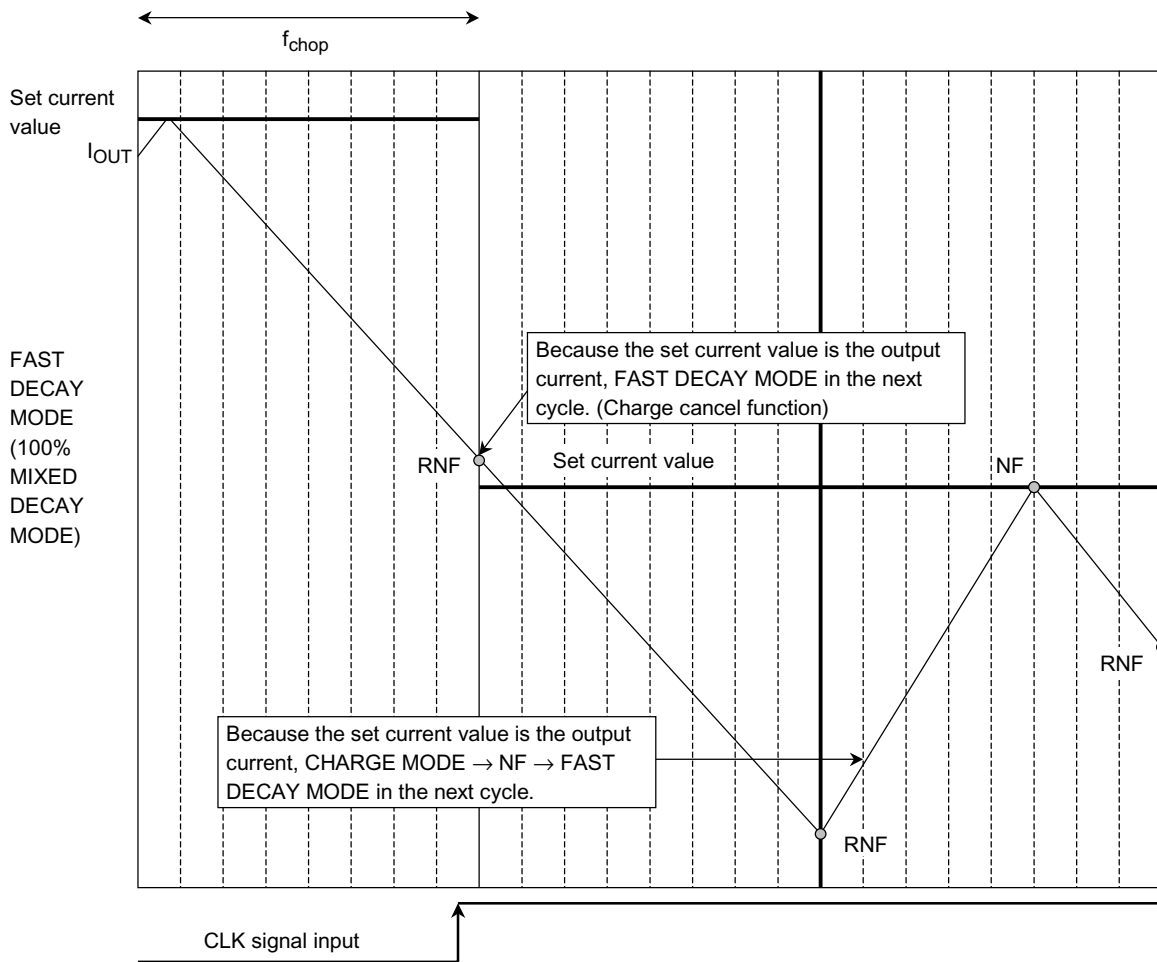 fchop
Set current
value
IOUT
FAST
DECAY
MODE
(100%
MIXED
DECAY
MODE)
Because the set current value is the output
current, FAST DECAY MODE in the next
cycle. (Charge cancel function)
RNF
Set current value
NF
RNF
Because the set current value is the output
current, CHARGE MODE → NF → FAST
DECAY MODE in the next cycle.
RNF
CLK signal input